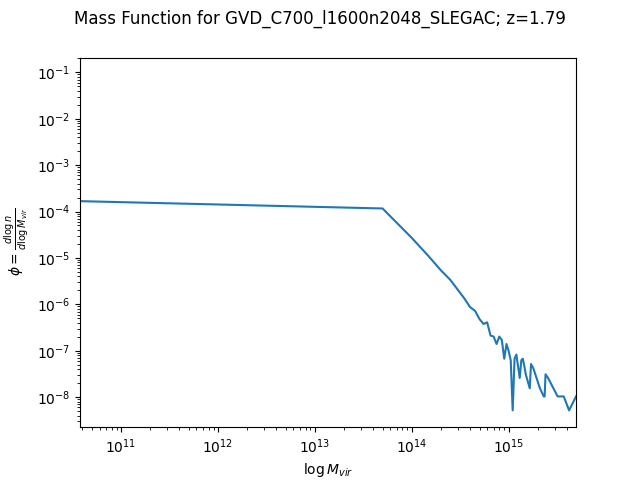 Mass Function for GVD_C700_l1600n2048_SLEGAC; z=1.79
10⁻¹
10⁻²
10⁻³
10⁻⁴
10⁻⁵
10⁻⁶
10⁻⁷
10⁻⁸
ϕ = d log n / d log M_vir
10¹¹ 10¹² 10¹³ 10¹⁴ 10¹⁵
log M_vir